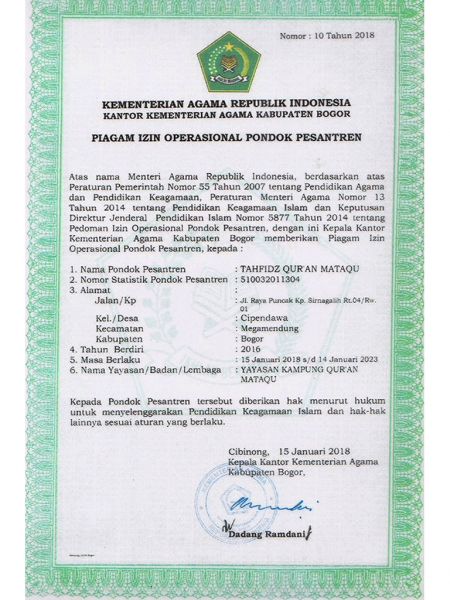 Nomor : 10 Tahun 2018
KEMENTERIAN AGAMA REPUBLIK INDONESIA
KANTOR KEMENTERIAN AGAMA KABUPATEN BOGOR
PIAGAM IZIN OPERASIONAL PONDOK PESANTREN
Atas nama Menteri Agama Republik Indonesia, berdasarkan atas
Peraturan Pemerintah Nomor 55 Tahun 2007 tentang Pendidikan Agama
dan Pendidikan Keagamaan, Peraturan Menteri Agama Nomor 13
Tahun 2014 tentang Pendidikan Keagamaan Islam dan Keputusan
Direktur Jenderal Pendidikan Islam Nomor 5877 Tahun 2014 tentang
Pedoman Izin Operasional Pondok Pesantren, dengan ini Kepala Kantor
Kementerian Agama Kabupaten Bogor memberikan Piagam Izin
Operasional Pondok Pesantren, kepada :
1. Nama Pondok Pesantren : TAHFIDZ QUR'AN MATAQU
2. Nomor Statistik Pondok Pesantren : 510032011304
3. Alamat :
Jalan/Kp : Jl. Raya Puncak Kp. Sirnagalih Rt.04/Rw.
01
Kel./Desa : Cipendawa
Kecamatan : Megamendung
Kabupaten : Bogor
4. Tahun Berdiri : 2016
5. Masa Berlaku : 15 Januari 2018 s/d 14 Januari 2023
6. Nama Yayasan/Badan/Lembaga : YAYASAN KAMPUNG QUR'AN
MATAQU
Kepada Pondok Pesantren tersebut diberikan hak menurut hukum
untuk menyelenggarakan Pendidikan Keagamaan Islam dan hak-hak
lainnya sesuai aturan yang berlaku.
Cibinong, 15 Januari 2018
Kepala Kantor Kementerian Agama
Kabupaten Bogor,
Dadang Ramdani